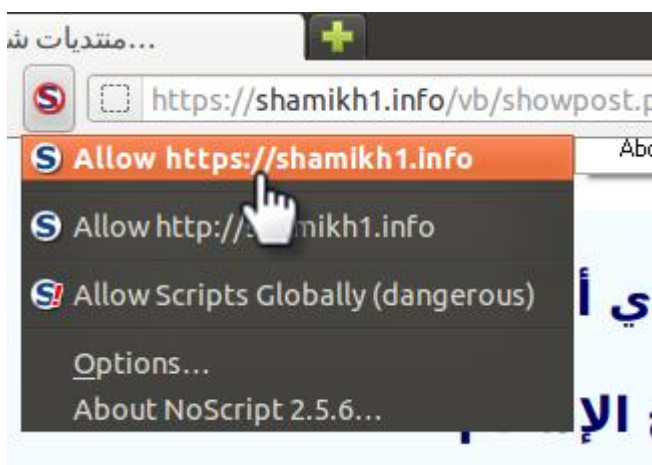 منتديات ش...
https://shamikh1.info/vb/showpost.p
Allow https://shamikh1.info
Abo
Allow http://
mikh1.info
Allow Scripts Globally (dangerous)
ي أ
Options...
About NoScript 2.5.6...